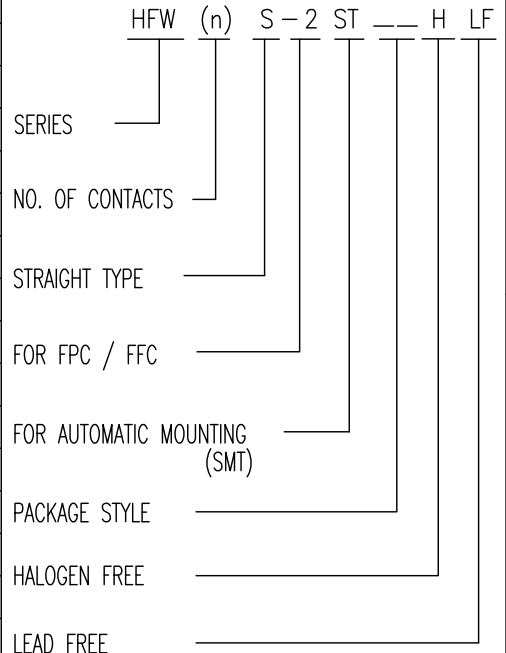 HFW (n) S-2 ST __ H LF
SERIES
NO. OF CONTACTS
STRAIGHT TYPE
FOR FPC / FFC
FOR AUTOMATIC MOUNTING
(SMT)
PACKAGE STYLE
HALOGEN FREE
LEAD FREE